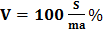 V = 100 s/ma %